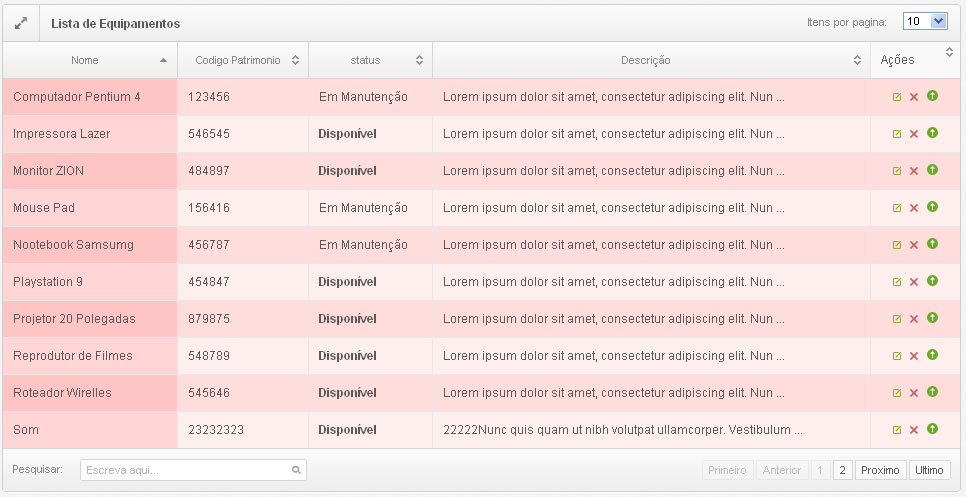 Lista de Equipamentos Itens por pagina: 10
Nome Codigo Patrimonio status Descrição Ações
Computador Pentium 4 123456 Em Manutenção Lorem ipsum dolor sit amet, consectetur adipiscing elit. Nun ...
Impressora Lazer 546545 Disponível Lorem ipsum dolor sit amet, consectetur adipiscing elit. Nun ...
Monitor ZION 484897 Disponível Lorem ipsum dolor sit amet, consectetur adipiscing elit. Nun ...
Mouse Pad 156416 Em Manutenção Lorem ipsum dolor sit amet, consectetur adipiscing elit. Nun ...
Nootebook Samsumg 456787 Em Manutenção Lorem ipsum dolor sit amet, consectetur adipiscing elit. Nun ...
Playstation 9 454847 Disponível Lorem ipsum dolor sit amet, consectetur adipiscing elit. Nun ...
Projetor 20 Polegadas 879875 Disponível Lorem ipsum dolor sit amet, consectetur adipiscing elit. Nun ...
Reprodutor de Filmes 548789 Disponível Lorem ipsum dolor sit amet, consectetur adipiscing elit. Nun ...
Roteador Wirelles 545646 Disponível Lorem ipsum dolor sit amet, consectetur adipiscing elit. Nun ...
Som 23232323 Disponível 22222Nunc quis quam ut nibh volutpat ullamcorper. Vestibulum ...
Pesquisar: Escreva aqui... Primeiro Anterior 1 2 Proximo Ultimo